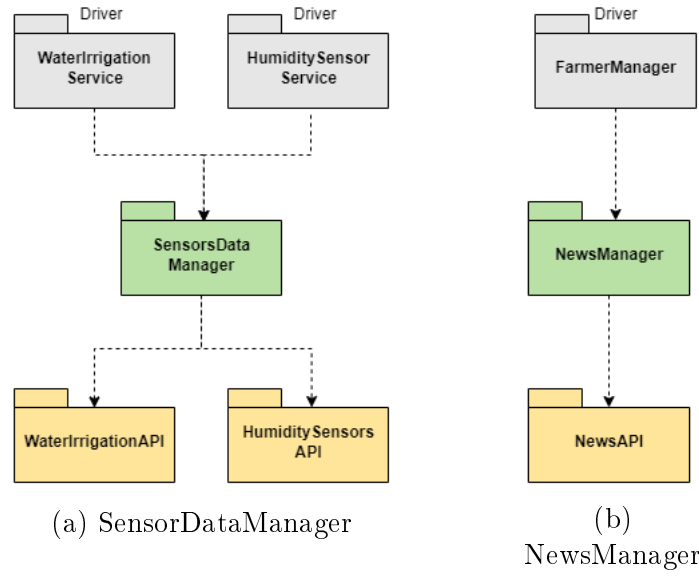 Driver
Driver
Driver
WaterIrrigation
Service
HumiditySensor
Service
FarmerManager
SensorsData
Manager
NewsManager
WaterIrrigationAPI
HumiditySensors
API
NewsAPI
(a) SensorDataManager
(b)
NewsManager